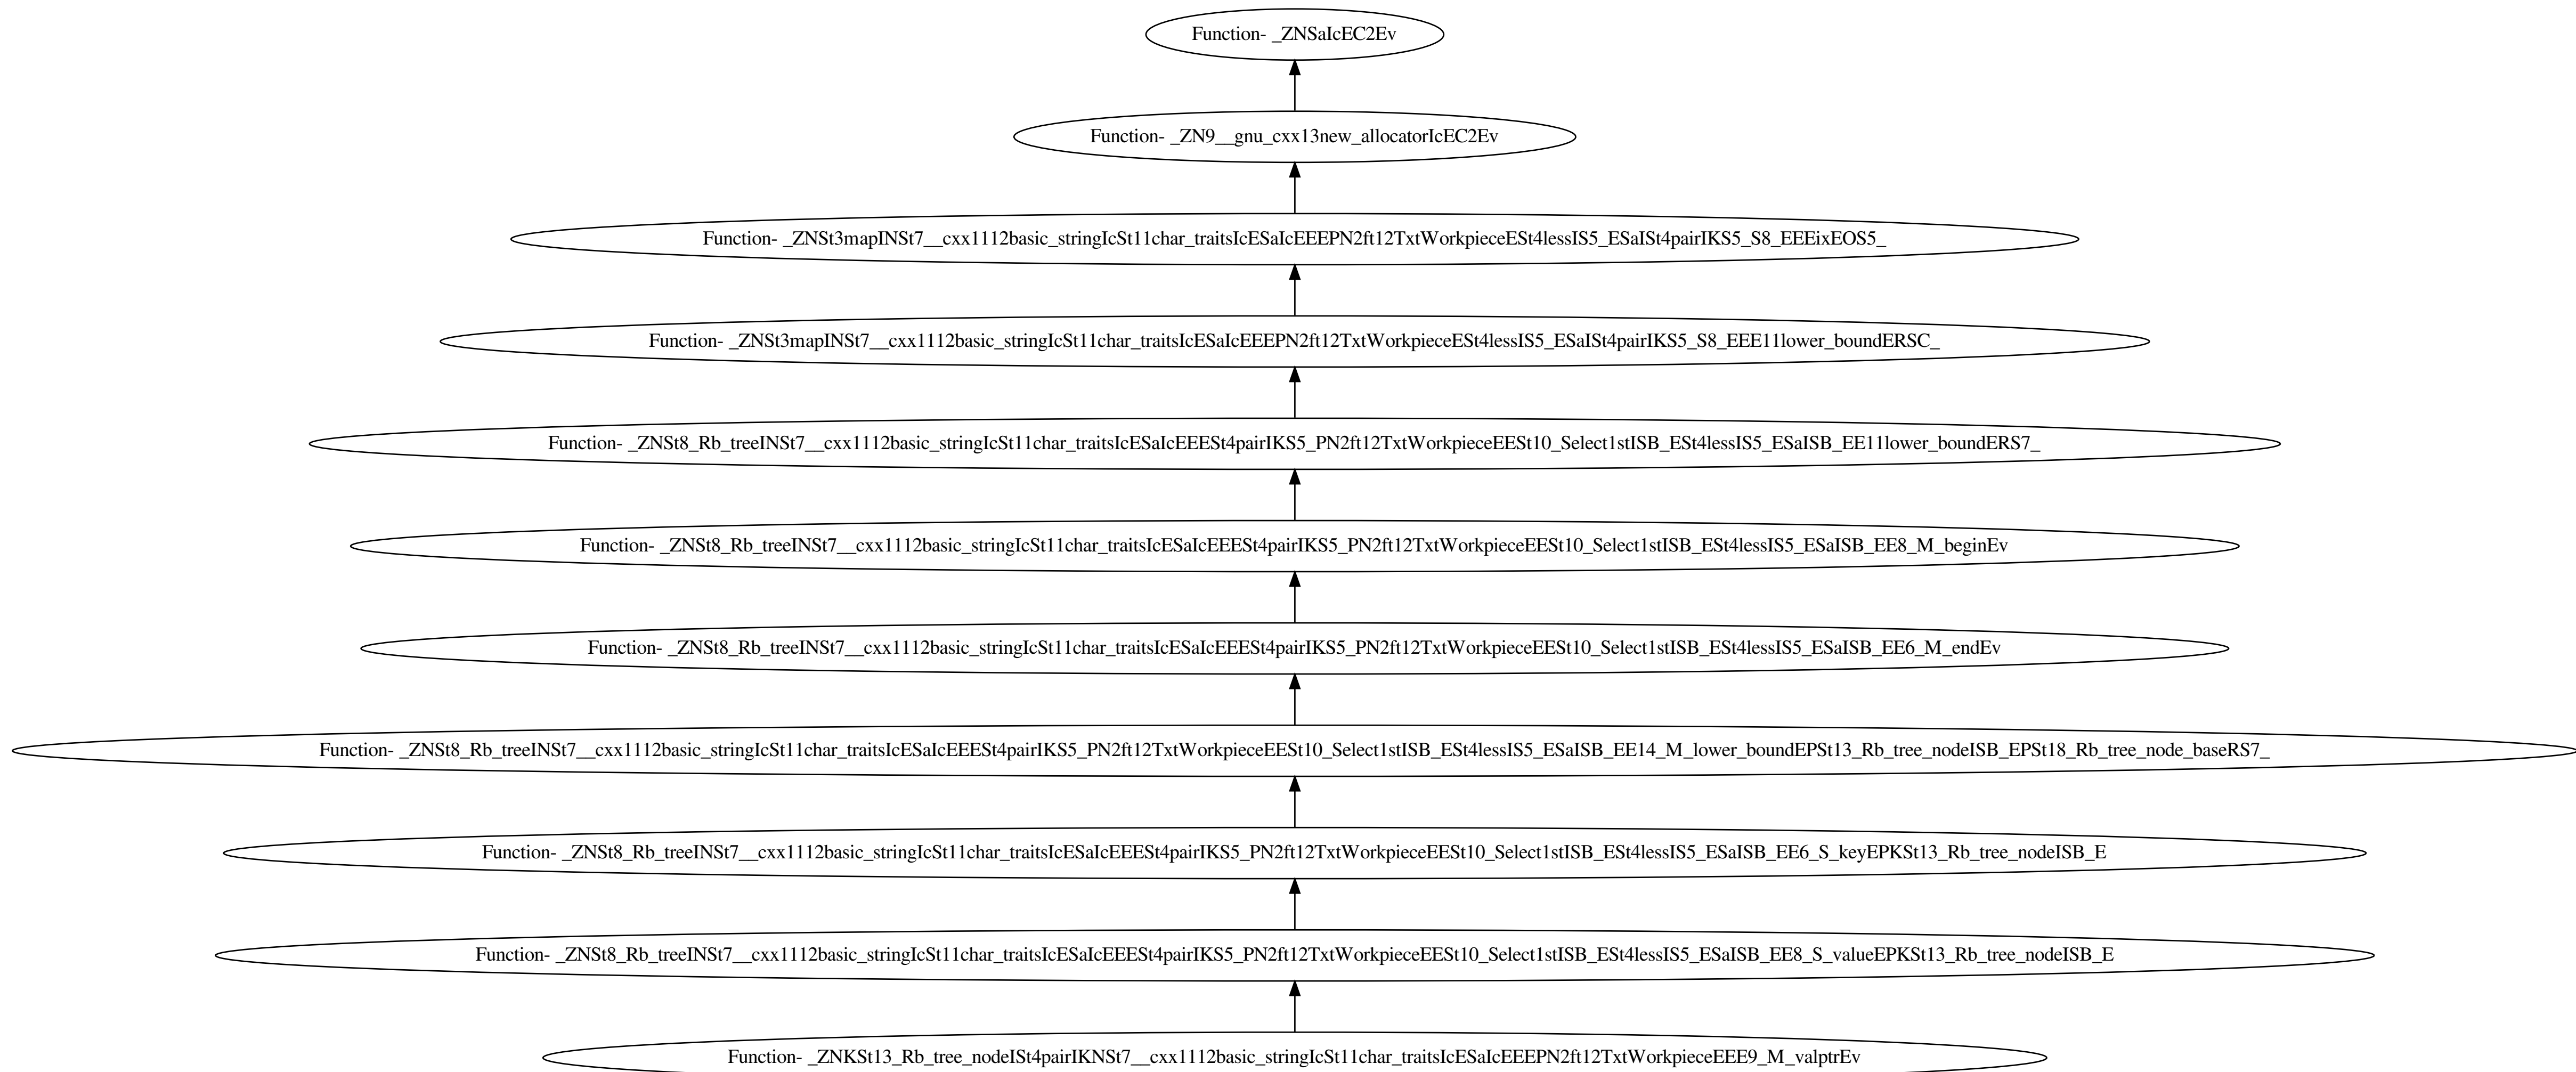 Function- _ZNSaIcEC2Ev
Function- _ZN9__gnu_cxx13new_allocatorIcEC2Ev
Function- _ZNSt3mapINSt7__cxx1112basic_stringIcSt11char_traitsIcESaIcEEEPN2ft12TxtWorkpieceESt4lessIS5_ESaISt4pairIKS5_S8_EEEixEOS5_
Function- _ZNSt3mapINSt7__cxx1112basic_stringIcSt11char_traitsIcESaIcEEEPN2ft12TxtWorkpieceESt4lessIS5_ESaISt4pairIKS5_S8_EEE11lower_boundERSC_
Function- _ZNSt8_Rb_treeINSt7__cxx1112basic_stringIcSt11char_traitsIcESaIcEEESt4pairIKS5_PN2ft12TxtWorkpieceEESt10_Select1stISB_ESt4lessIS5_ESaISB_EE11lower_boundERS7_
Function- _ZNSt8_Rb_treeINSt7__cxx1112basic_stringIcSt11char_traitsIcESaIcEEESt4pairIKS5_PN2ft12TxtWorkpieceEESt10_Select1stISB_ESt4lessIS5_ESaISB_EE8_M_beginEv
Function- _ZNSt8_Rb_treeINSt7__cxx1112basic_stringIcSt11char_traitsIcESaIcEEESt4pairIKS5_PN2ft12TxtWorkpieceEESt10_Select1stISB_ESt4lessIS5_ESaISB_EE6_M_endEv
Function- _ZNSt8_Rb_treeINSt7__cxx1112basic_stringIcSt11char_traitsIcESaIcEEESt4pairIKS5_PN2ft12TxtWorkpieceEESt10_Select1stISB_ESt4lessIS5_ESaISB_EE14_M_lower_boundEPSt13_Rb_tree_nodeISB_EPSt18_Rb_tree_node_baseRS7_
Function- _ZNSt8_Rb_treeINSt7__cxx1112basic_stringIcSt11char_traitsIcESaIcEEESt4pairIKS5_PN2ft12TxtWorkpieceEESt10_Select1stISB_ESt4lessIS5_ESaISB_EE6_S_keyEPKSt13_Rb_tree_nodeISB_E
Function- _ZNSt8_Rb_treeINSt7__cxx1112basic_stringIcSt11char_traitsIcESaIcEEESt4pairIKS5_PN2ft12TxtWorkpieceEESt10_Select1stISB_ESt4lessIS5_ESaISB_EE8_S_valueEPKSt13_Rb_tree_nodeISB_E
Function- _ZNKSt13_Rb_tree_nodeISt4pairIKNSt7__cxx1112basic_stringIcSt11char_traitsIcESaIcEEEPN2ft12TxtWorkpieceEEE9_M_valptrEv